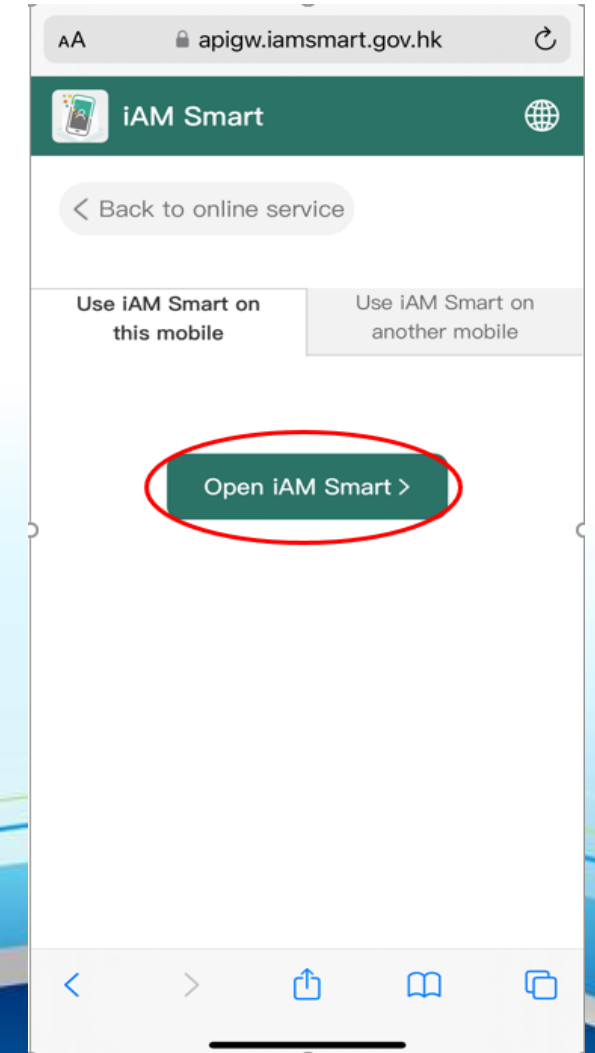 AA apigw.iamsmart.gov.hk
iAM Smart
< Back to online service
Use iAM Smart on
this mobile
Use iAM Smart on
another mobile
Open iAM Smart >